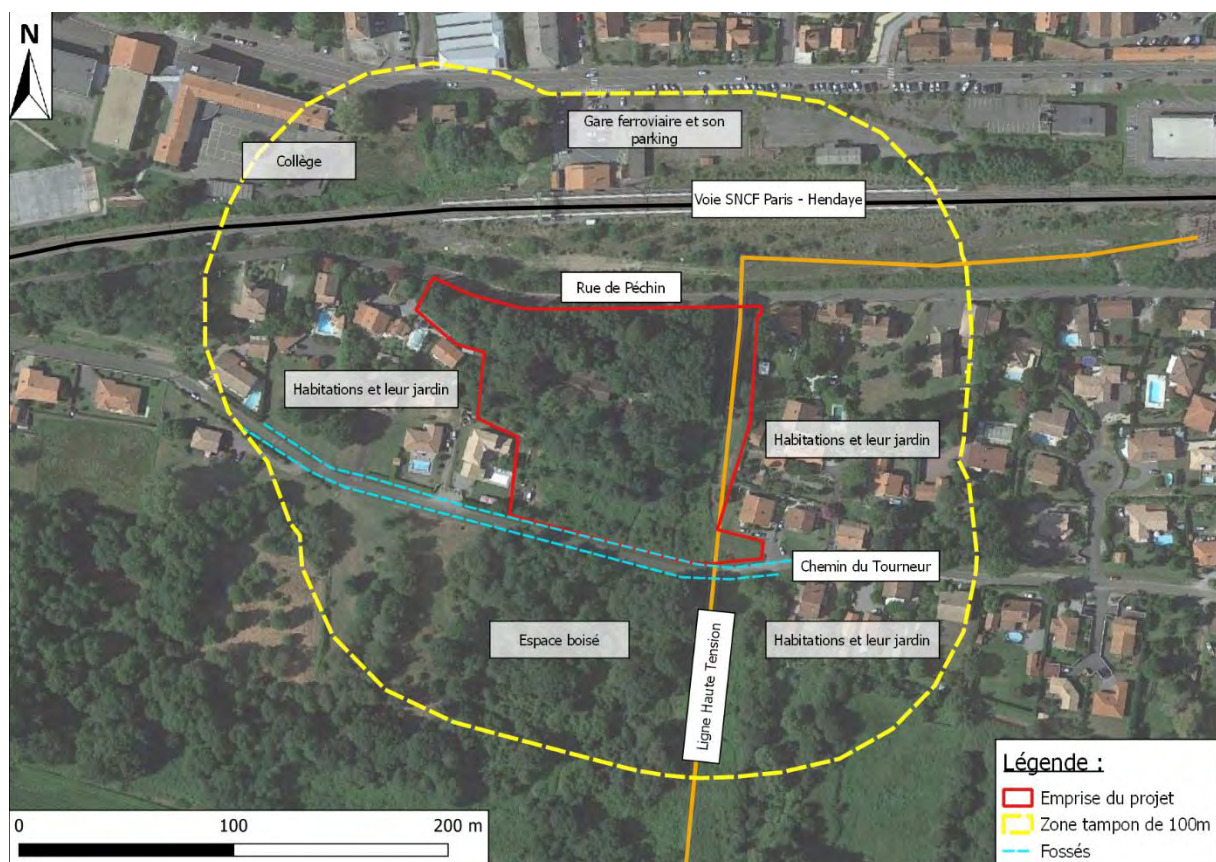 N
Collège
Gare ferroviaire et son
parking
Voie SNCF Paris - Hendaye
Rue de Péchin
Habitations et leur jardin
Habitations et leur jardin
Chemin du Tourneur
Espace boisé
Habitations et leur jardin
Ligne Haute Tension
Légende :
Emprise du projet
Zone tampon de 100m
Fossés
0 100 200 m